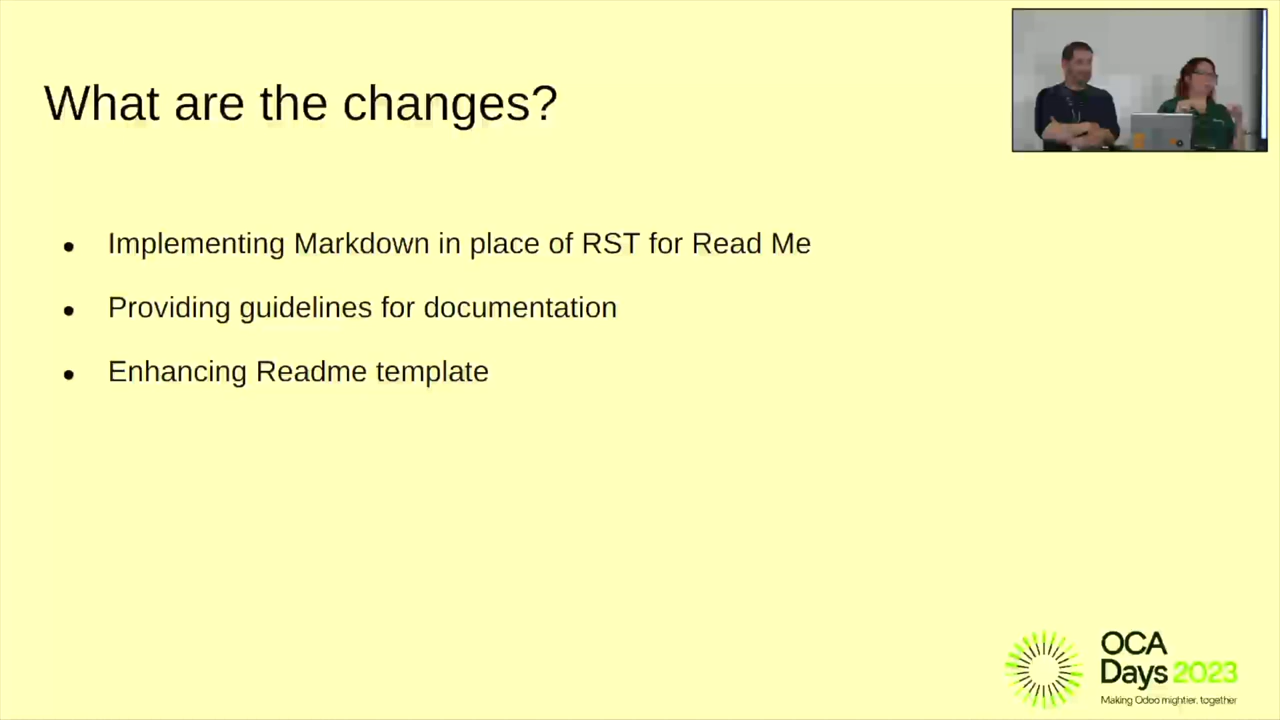 What are the changes?
● Implementing Markdown in place of RST for Read Me
● Providing guidelines for documentation
● Enhancing Readme template
OCA
Days 2023
Making Odoo mightier, together